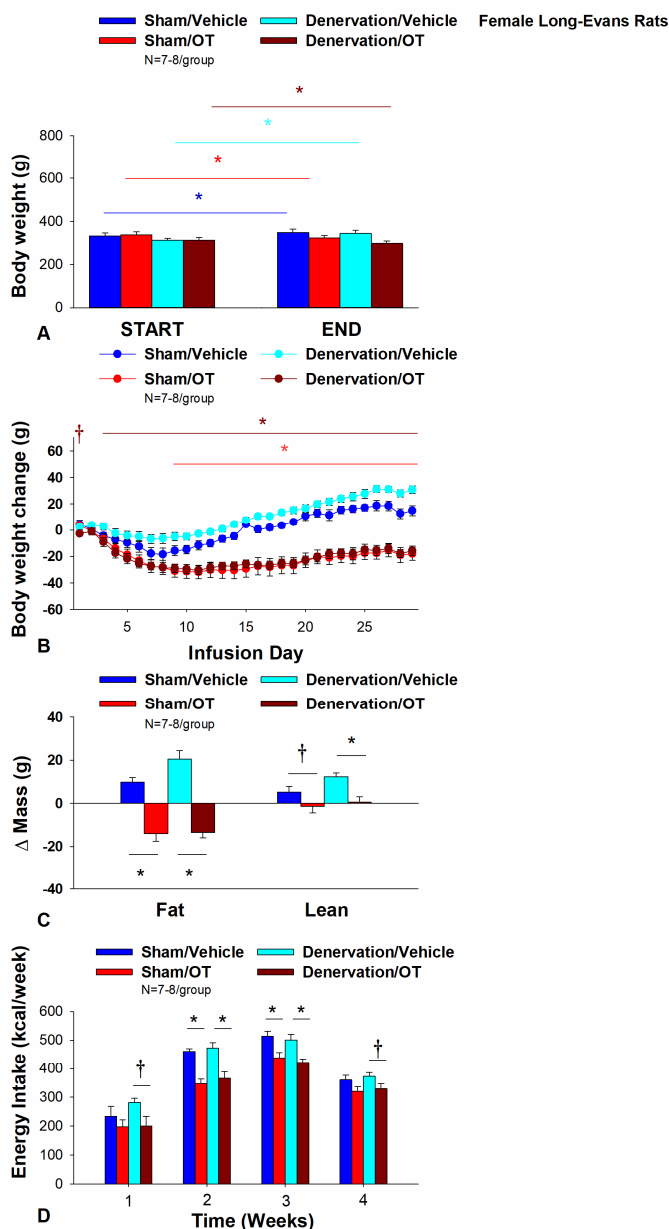 Sham/Vehicle Denervation/Vehicle Female Long-Evans Rats
Sham/OT Denervation/OT
N=7-8/group
*
*
*
*
Body weight (g)
800
600
400
200
0
START END
A
Sham/Vehicle Denervation/Vehicle
Sham/OT Denervation/OT
N=7-8/group
†
*
*
Body weight change (g)
60
40
20
0
-20
-40
-60
5 10 15 20 25
Infusion Day
B
Sham/Vehicle Denervation/Vehicle
Sham/OT Denervation/OT
N=7-8/group
Δ Mass (g)
40
20
0
-20
-40
† *
* *
Fat Lean
C
Sham/Vehicle Denervation/Vehicle
Sham/OT Denervation/OT
N=7-8/group
Energy Intake (kcal/week)
600
500
400
300
200
100
0
† * * * * †
1 2 3 4
Time (Weeks)
D